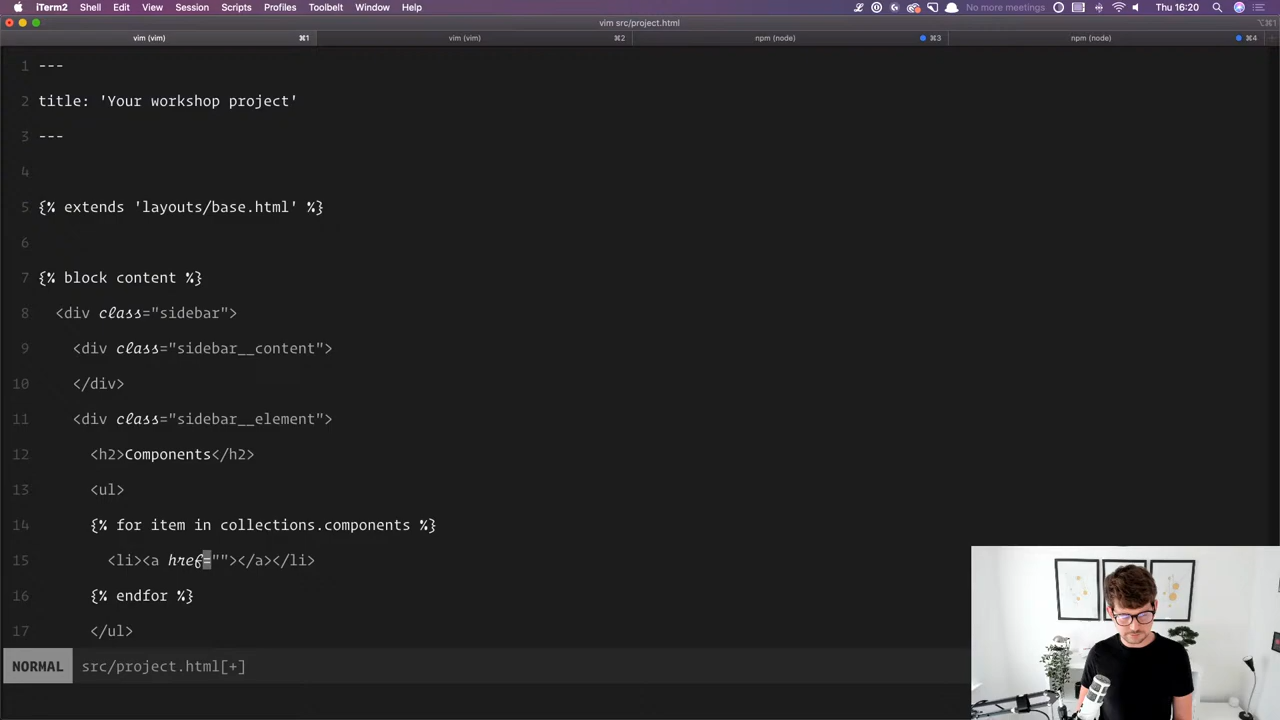 iTerm2 Shell Edit View Session Scripts Profiles Toolbelt Window Help No more meetings Thu 16:20
vim src/project.html ⌥⌘1
vim (vim) ⌘1 vim (vim) ⌘2 npm (node) ⌘3 npm (node) ⌘4
1 ---
2 title: 'Your workshop project'
3 ---
4
5 {% extends 'layouts/base.html' %}
6
7 {% block content %}
8 <div class="sidebar">
9 <div class="sidebar__content">
10 </div>
11 <div class="sidebar__element">
12 <h2>Components</h2>
13 <ul>
14 {% for item in collections.components %}
15 <li><a href=""></a></li>
16 {% endfor %}
17 </ul>
NORMAL src/project.html[+]